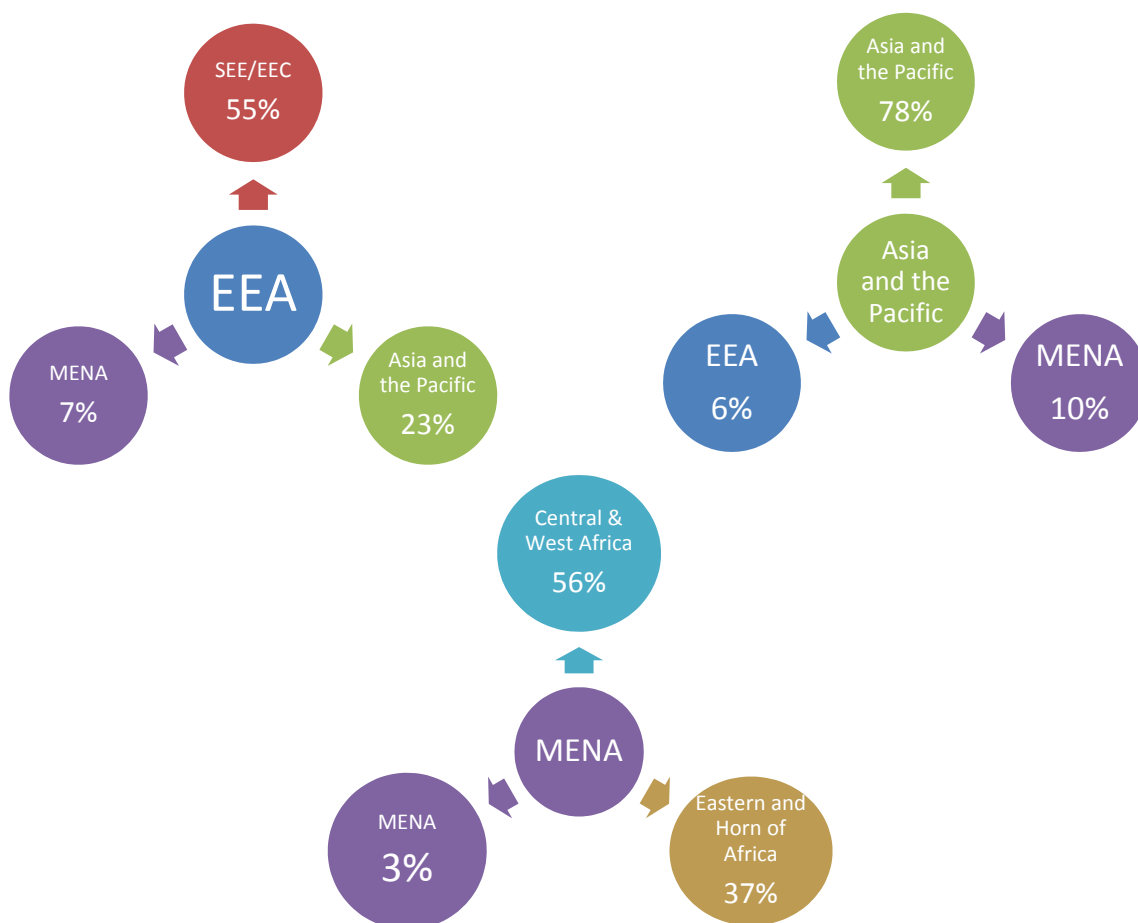 SEE/EEC
55%
EEA
MENA
7%
Asia and
the Pacific
23%
Asia and
the Pacific
78%
Asia
and the
Pacific
EEA
6%
MENA
10%
Central &
West Africa
56%
MENA
MENA
3%
Eastern and
Horn of
Africa
37%